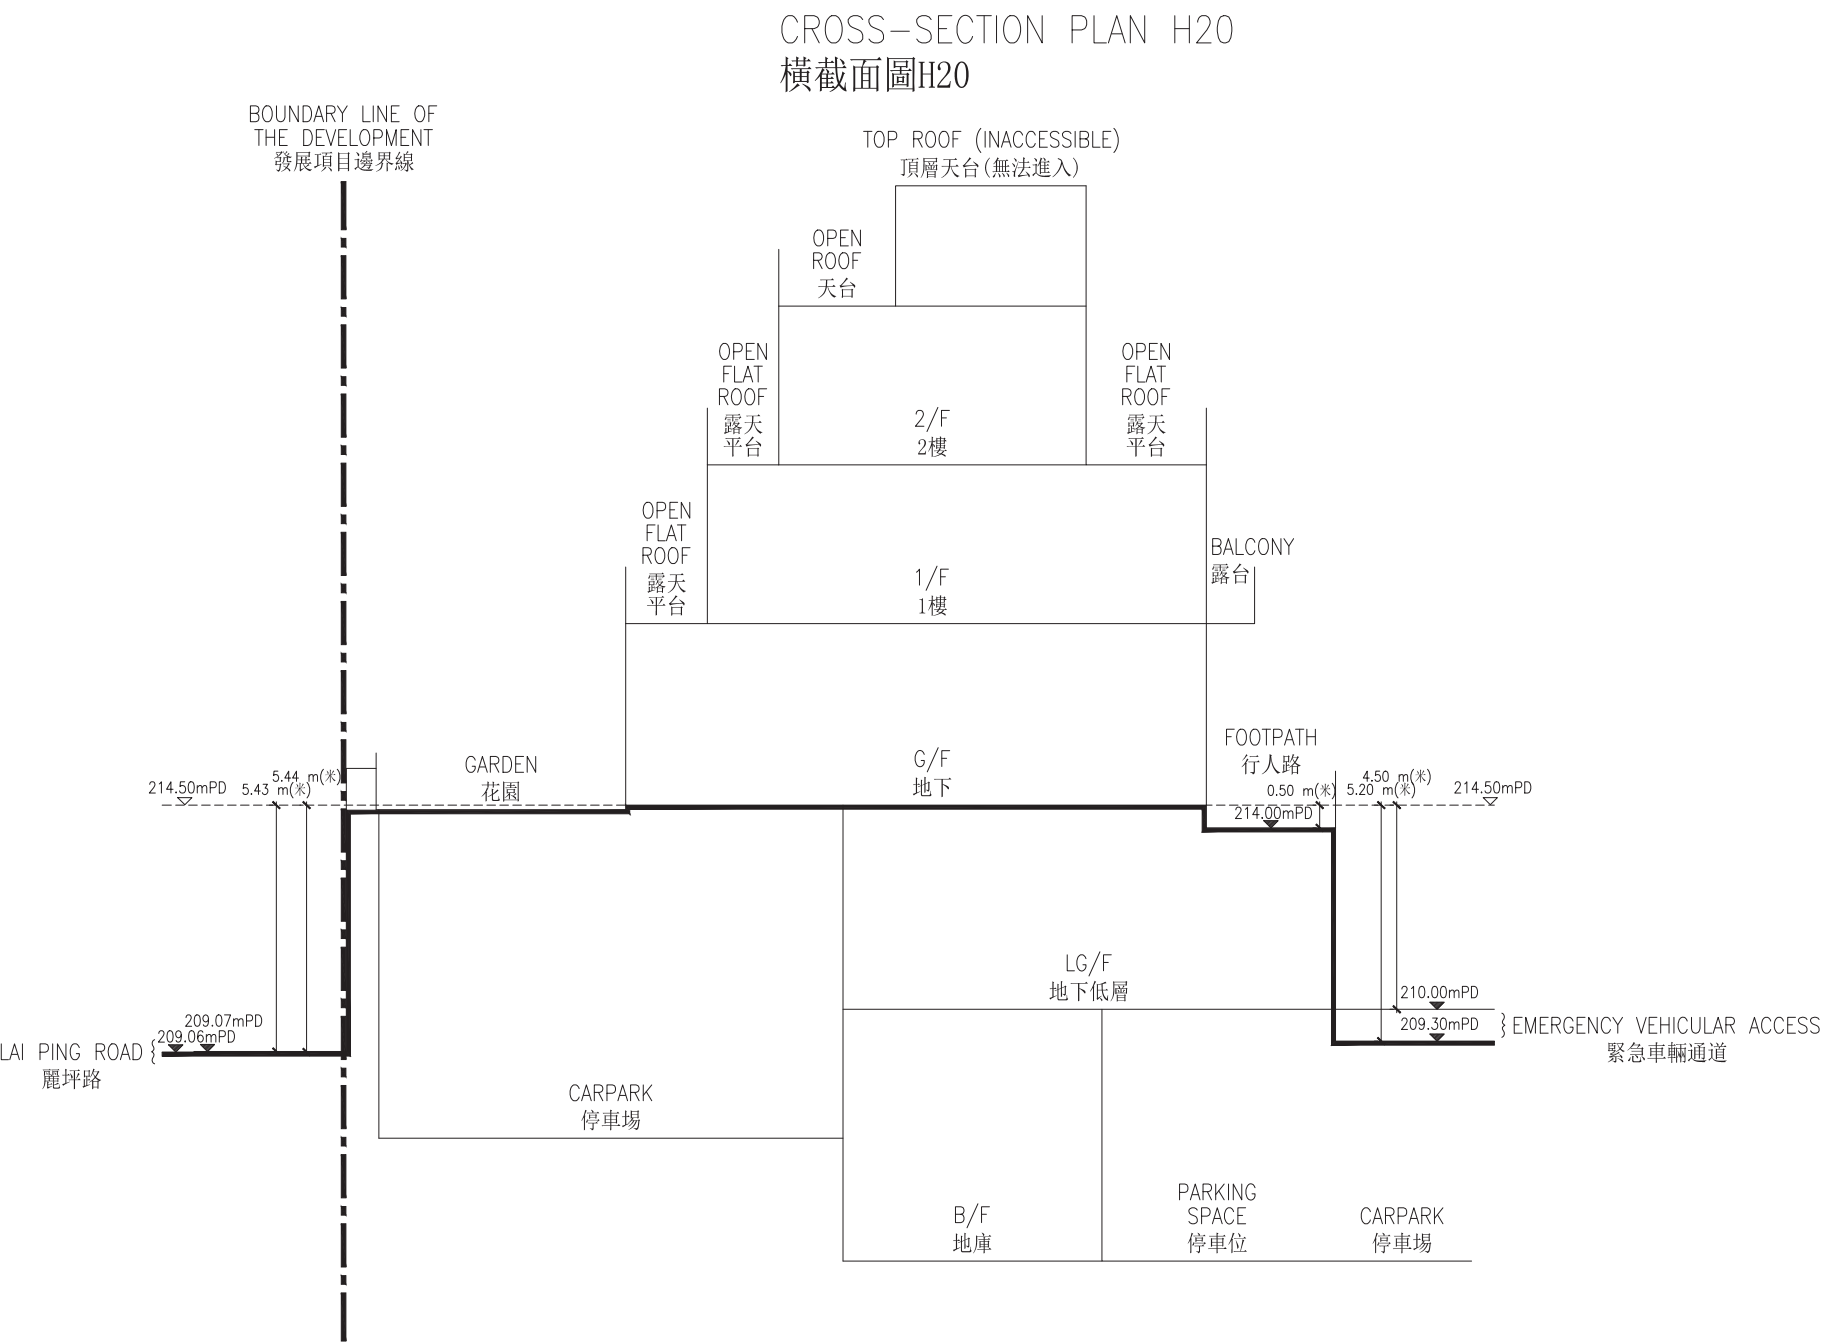 CROSS-SECTION PLAN H20
橫截面圖H20
BOUNDARY LINE OF
THE DEVELOPMENT
發展項目邊界線
TOP ROOF (INACCESSIBLE)
頂層天台(無法進入)
OPEN
ROOF
天台
OPEN
FLAT
ROOF
露天
平台
2/F
2樓
OPEN
FLAT
ROOF
露天
平台
OPEN
FLAT
ROOF
露天
平台
1/F
1樓
BALCONY
露台
GARDEN
花園
G/F
地下
FOOTPATH
行人路
214.50mPD
5.44 m(米)
5.43 m(米)
0.50 m(米)
4.50 m(米)
5.20 m(米)
214.50mPD
214.00mPD
LG/F
地下低層
210.00mPD
209.30mPD
EMERGENCY VEHICULAR ACCESS
緊急車輛通道
209.07mPD
209.06mPD
LAI PING ROAD
麗坪路
CARPARK
停車場
B/F
地庫
PARKING
SPACE
停車位
CARPARK
停車場